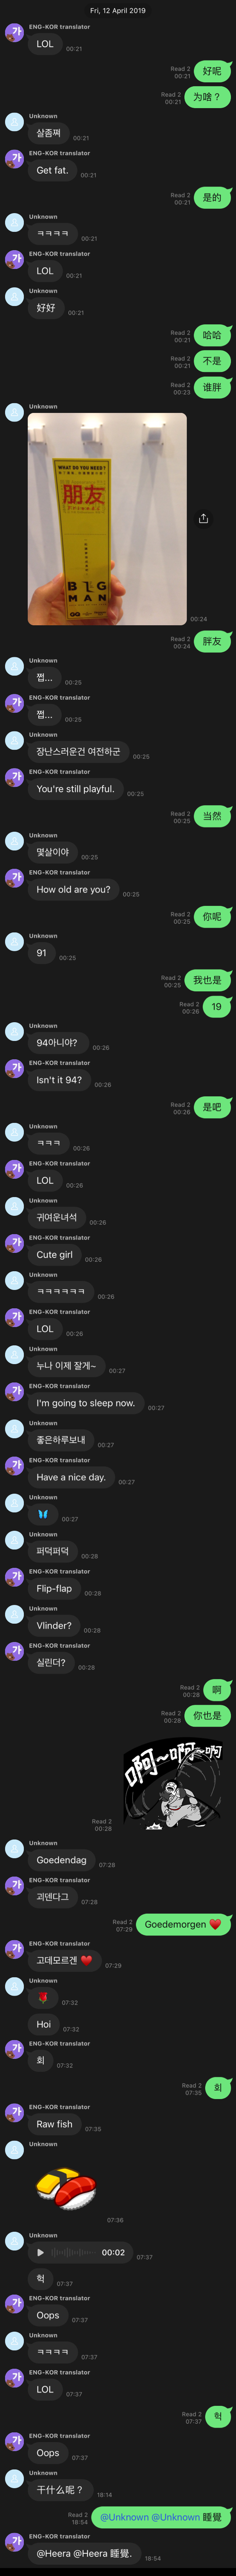 Fri, 12 April 2019
ENG-KOR translator
LOL
00:21
好呢
Read 2
00:21
为啥？
Read 2
00:21
Unknown
살좀쪄
00:21
ENG-KOR translator
Get fat.
00:21
是的
Read 2
00:21
Unknown
ㅋㅋㅋㅋ
00:21
ENG-KOR translator
LOL
00:21
Unknown
好好
00:21
哈哈
Read 2
00:21
不是
Read 2
00:21
谁胖
Read 2
00:23
Unknown
WHAT DO YOU NEED?
朋友
FRIENDS
BIG
MAN
00:24
胖友
Read 2
00:24
Unknown
쩝...
00:25
ENG-KOR translator
쩝...
00:25
Unknown
장난스러운건 여전하군
00:25
ENG-KOR translator
You're still playful.
00:25
当然
Read 2
00:25
Unknown
몇살이야
00:25
ENG-KOR translator
How old are you?
00:25
你呢
Read 2
00:25
Unknown
91
00:25
我也是
Read 2
00:25
19
Read 2
00:26
Unknown
94아니야?
00:26
ENG-KOR translator
Isn't it 94?
00:26
是吧
Read 2
00:26
Unknown
ㅋㅋㅋ
00:26
ENG-KOR translator
LOL
00:26
Unknown
귀여운녀석
00:26
ENG-KOR translator
Cute girl
00:26
Unknown
ㅋㅋㅋㅋㅋㅋ
00:26
ENG-KOR translator
LOL
00:26
Unknown
누나 이제 잘게~
00:27
ENG-KOR translator
I'm going to sleep now.
00:27
Unknown
좋은하루보내
00:27
ENG-KOR translator
Have a nice day.
00:27
Unknown
🦋
00:27
Unknown
퍼덕퍼덕
00:28
ENG-KOR translator
Flip-flap
00:28
Unknown
Vlinder?
00:28
ENG-KOR translator
실린더?
00:28
啊
Read 2
00:28
你也是
Read 2
00:28
啊~啊~啊
Read 2
00:28
Unknown
Goedendag
07:28
ENG-KOR translator
괴덴다그
07:28
Goedemorgen ❤️
Read 2
07:29
ENG-KOR translator
고데모르겐 ❤️
07:29
Unknown
🌹
07:32
Hoi
07:32
ENG-KOR translator
회
07:32
회
Read 2
07:35
ENG-KOR translator
Raw fish
07:35
Unknown
07:36
Unknown
00:02
07:37
헉
07:37
ENG-KOR translator
Oops
07:37
Unknown
ㅋㅋㅋㅋ
07:37
ENG-KOR translator
LOL
07:37
헉
Read 2
07:37
ENG-KOR translator
Oops
07:37
Unknown
干什么呢？
18:14
@Unknown @Unknown 睡覺
Read 2
18:54
ENG-KOR translator
@Heera @Heera 睡覺.
18:54